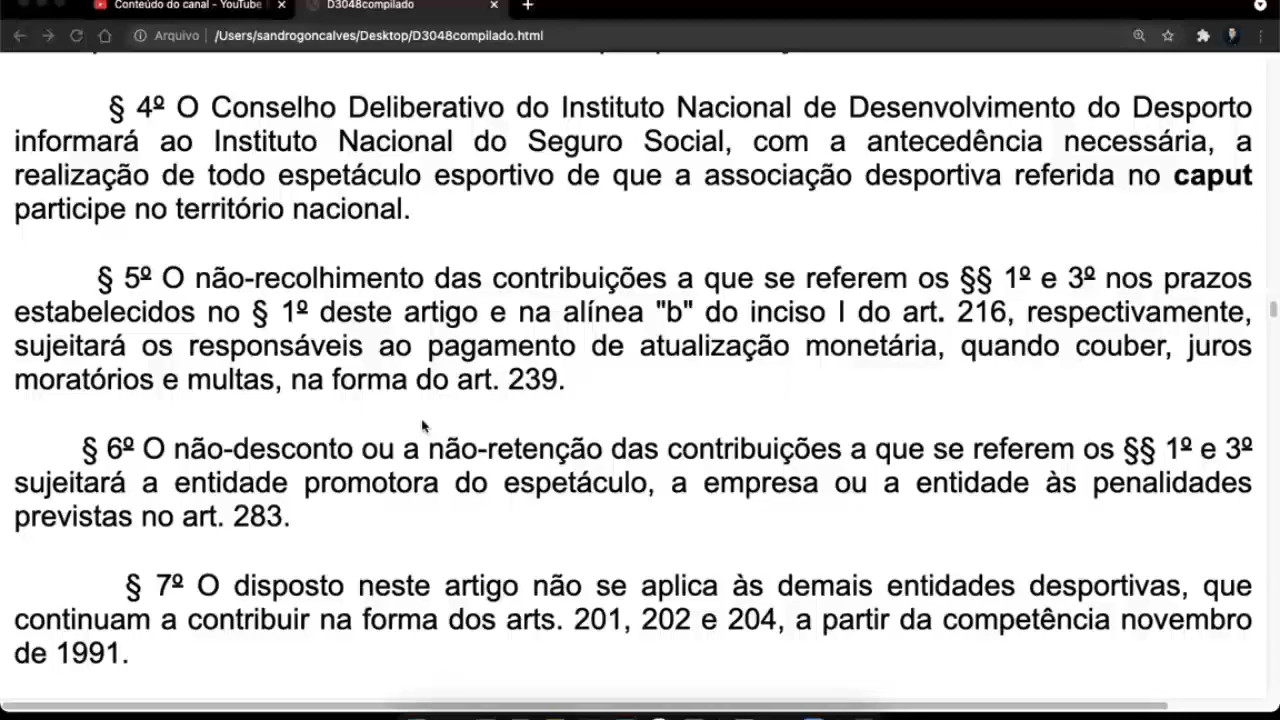 Conteúdo do canal - YouTube
D3048compilado
Arquivo /Users/sandrogoncalves/Desktop/D3048compilado.html
§ 4º O Conselho Deliberativo do Instituto Nacional de Desenvolvimento do Desporto
informará ao Instituto Nacional do Seguro Social, com a antecedência necessária, a
realização de todo espetáculo esportivo de que a associação desportiva referida no caput
participe no território nacional.
§ 5º O não-recolhimento das contribuições a que se referem os §§ 1º e 3º nos prazos
estabelecidos no § 1º deste artigo e na alínea "b" do inciso I do art. 216, respectivamente,
sujeitará os responsáveis ao pagamento de atualização monetária, quando couber, juros
moratórios e multas, na forma do art. 239.
§ 6º O não-desconto ou a não-retenção das contribuições a que se referem os §§ 1º e 3º
sujeitará a entidade promotora do espetáculo, a empresa ou a entidade às penalidades
previstas no art. 283.
§ 7º O disposto neste artigo não se aplica às demais entidades desportivas, que
continuam a contribuir na forma dos arts. 201, 202 e 204, a partir da competência novembro
de 1991.